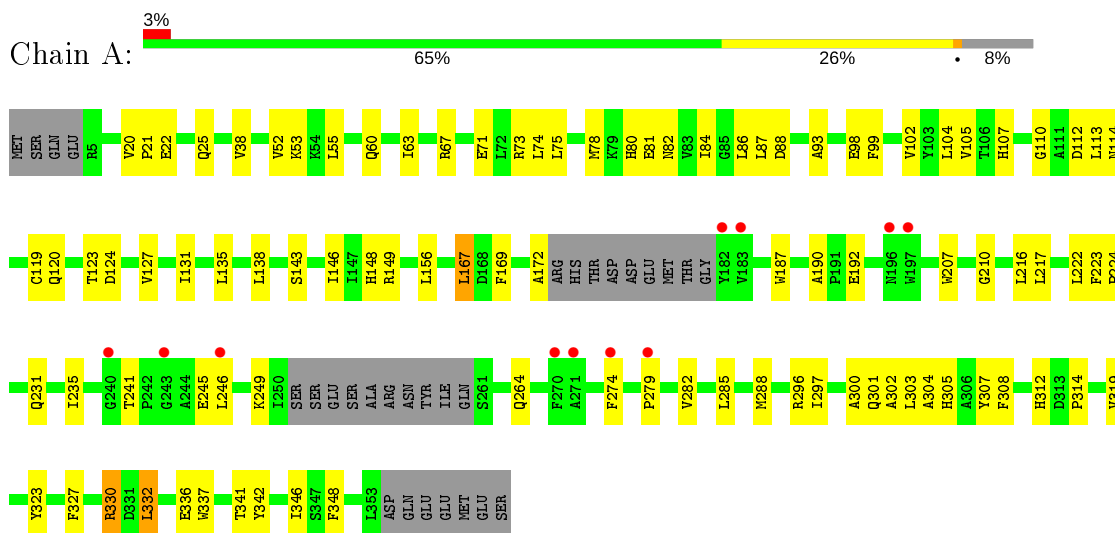 3%
Chain A:
65% 26% • 8%
MET SER GLN GLU R5 V20 P21 E22 Q25 V38 V52 K53 K54 L55 Q60 I63 R67 E71 L72 R73 L74 L75 M78 K79 H80 E81 N82 V83 I84 G85 L86 L87 D88 A93 E98 F99 V102 Y103 L104 V105 T106 H107 G110 A111 D112 L113 N114
C119 Q120 T123 D124 V127 I131 L135 L138 S143 I146 I147 H148 R149 L156 L167 D168 F169 A172 ARG HIS THR ASP ASP GLU MET THR GLY Y182 V183 W187 A190 P191 E192 N196 W197 W207 G210 L216 L217 L222 F223 P224
Q231 I235 G240 T241 P242 G243 A244 E245 L246 K249 I250 SER SER GLU SER ALA ARG ASN TYR ILE GLN S261 Q264 F270 A271 F274 P279 V282 L285 M288 R296 I297 A300 Q301 A302 L303 A304 H305 A306 Y307 F308 H312 D313 P314 V319
Y323 F327 R330 D331 L332 E336 W337 T341 Y342 I346 S347 F348 L353 ASP GLN GLU GLU MET GLU SER